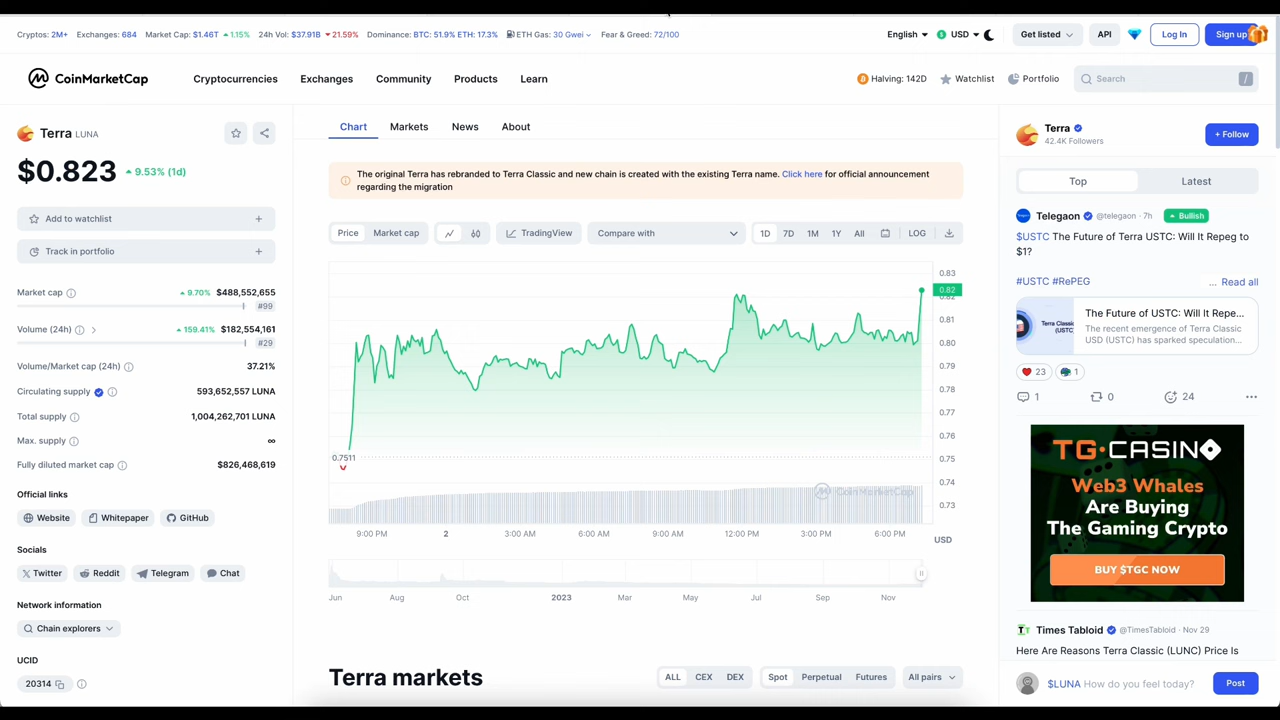 Cryptos: 2M+ Exchanges: 684 Market Cap: $1.46T 1.15% 24h Vol: $37.91B 21.59% Dominance: BTC: 51.9% ETH: 17.3% ETH Gas: 30 Gwei Fear & Greed: 72/100
English USD Get listed API Log In Sign up
CoinMarketCap Cryptocurrencies Exchanges Community Products Learn
Halving: 142D Watchlist Portfolio Search /
Terra LUNA
$0.823 9.53% (1d)
Add to watchlist +
Track in portfolio +
Market cap 9.70% $488,552,655
#99
Volume (24h) 159.41% $182,554,161
#29
Volume/Market cap (24h) 37.21%
Circulating supply 593,652,557 LUNA
Total supply 1,004,262,701 LUNA
Max. supply ∞
Fully diluted market cap $826,468,619
Official links
Website Whitepaper GitHub
Socials
Twitter Reddit Telegram Chat
Network information
Chain explorers
UCID
20314
Chart Markets News About
The original Terra has rebranded to Terra Classic and new chain is created with the existing Terra name. Click here for official announcement
regarding the migration
Price Market cap TradingView Compare with 1D 7D 1M 1Y All LOG
0.83
0.82
0.82
0.81
0.80
0.79
0.78
0.77
0.76
0.75
0.74
0.73
0.7511
CoinMarketCap
9:00 PM 2 3:00 AM 6:00 AM 9:00 AM 12:00 PM 3:00 PM 6:00 PM
USD
Jun Aug Oct 2023 Mar May Jul Sep Nov
Terra markets ALL CEX DEX Spot Perpetual Futures All pairs
Terra
42.4K Followers
+ Follow
Top Latest
Telegaon @telegaon · 7h Bullish
$USTC The Future of Terra USTC: Will It Repeg to
$1?
#USTC #RePEG ... Read all
Terra Classic
(USTC)
The Future of USTC: Will It Repe...
The recent emergence of Terra Classic
USD (USTC) has sparked speculation...
23 1
1 0 24
TG·CASINO
Web3 Whales
Are Buying
The Gaming Crypto
BUY $TGC NOW
Times Tabloid @TimesTabloid · Nov 29
Here Are Reasons Terra Classic (LUNC) Price Is
$LUNA How do you feel today? Post